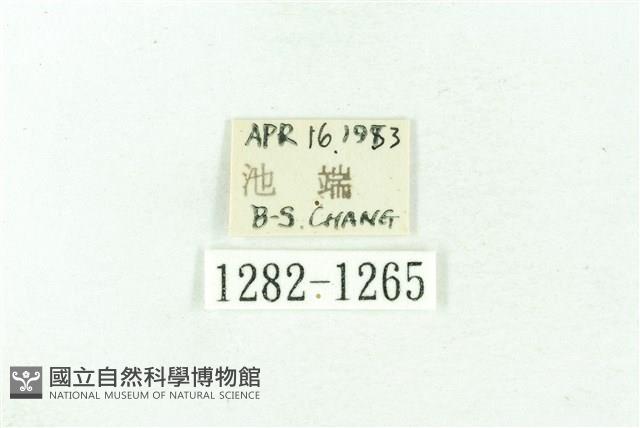 APR 16.1983
池 端
B-S. CHANG
1282-1265
國立自然科學博物館
NATIONAL MUSEUM OF NATURAL SCIENCE